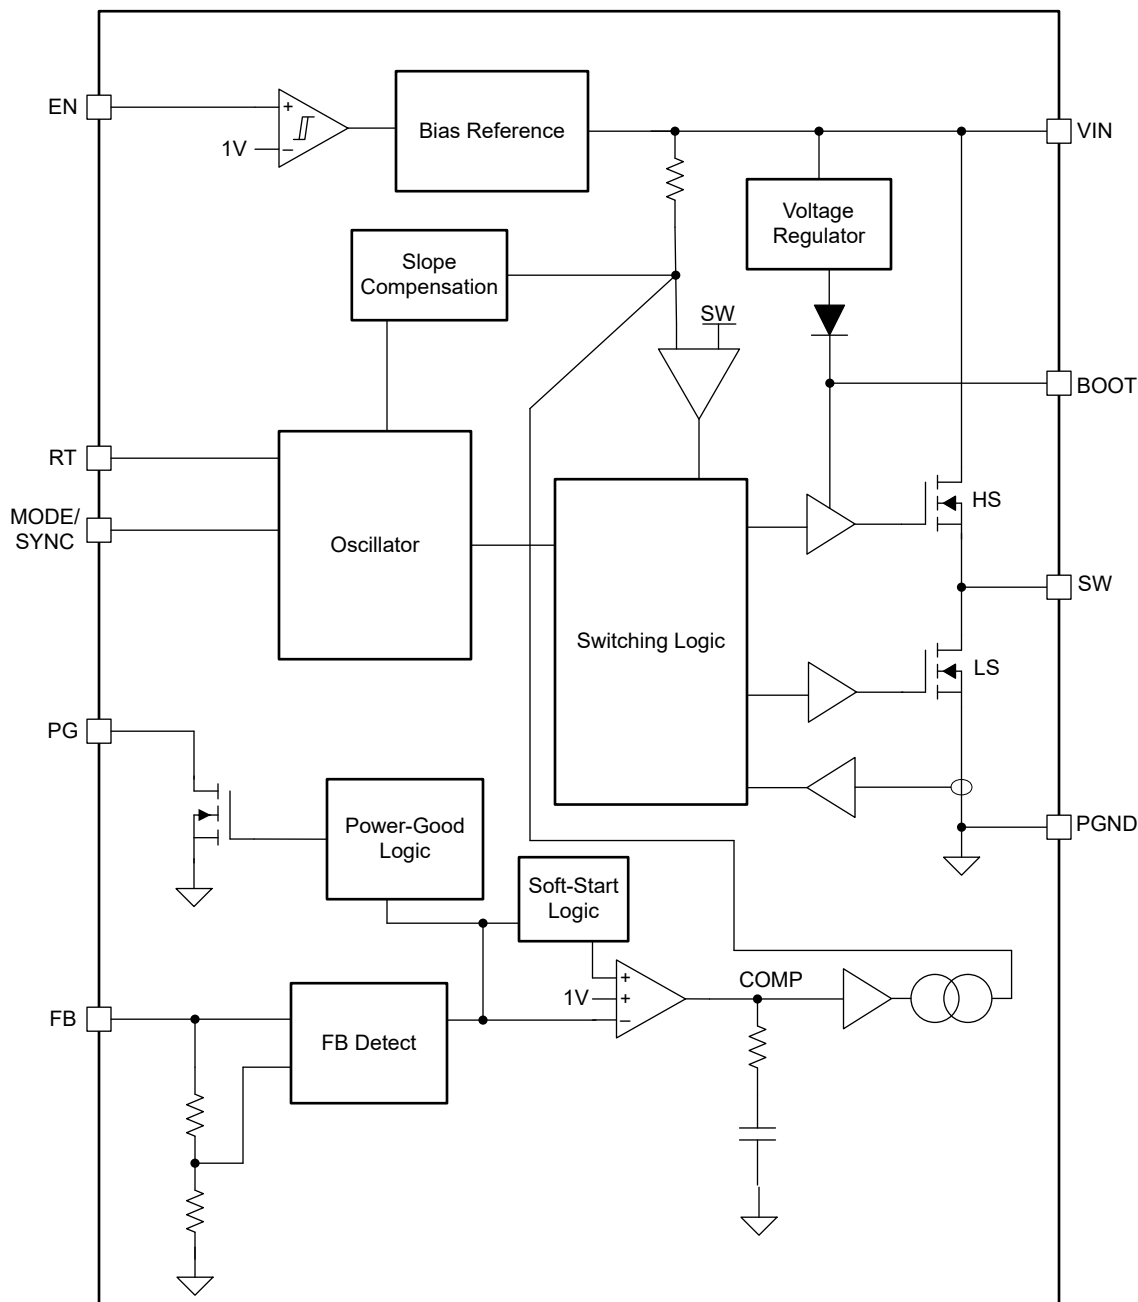 EN
+
1V
−
Bias Reference
VIN
Voltage
Regulator
Slope
Compensation
SW
BOOT
RT
MODE/
SYNC
Oscillator
Switching Logic
HS
SW
LS
PG
Power-Good
Logic
PGND
Soft-Start
Logic
FB
FB Detect
+
1V
+
−
COMP